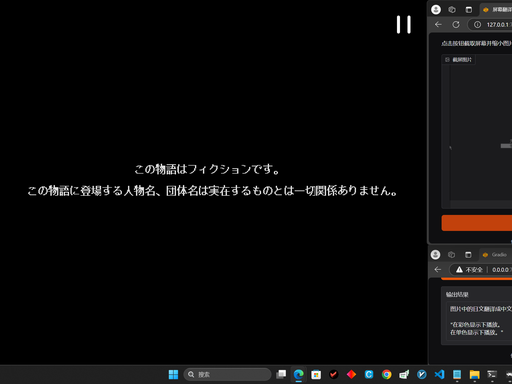 この物語はフィクションです。
この物語に登場する人物名、団体名は実在するものとは一切関係ありません。
屏幕翻译
127.0.0.1
点击按钮截取屏幕并缩小图片
截屏图片
Gradio
不安全
0.0.0.0
输出结果
图片中的日文翻译成中文
"在彩色显示下播放。
在单色显示下播放。"
搜索